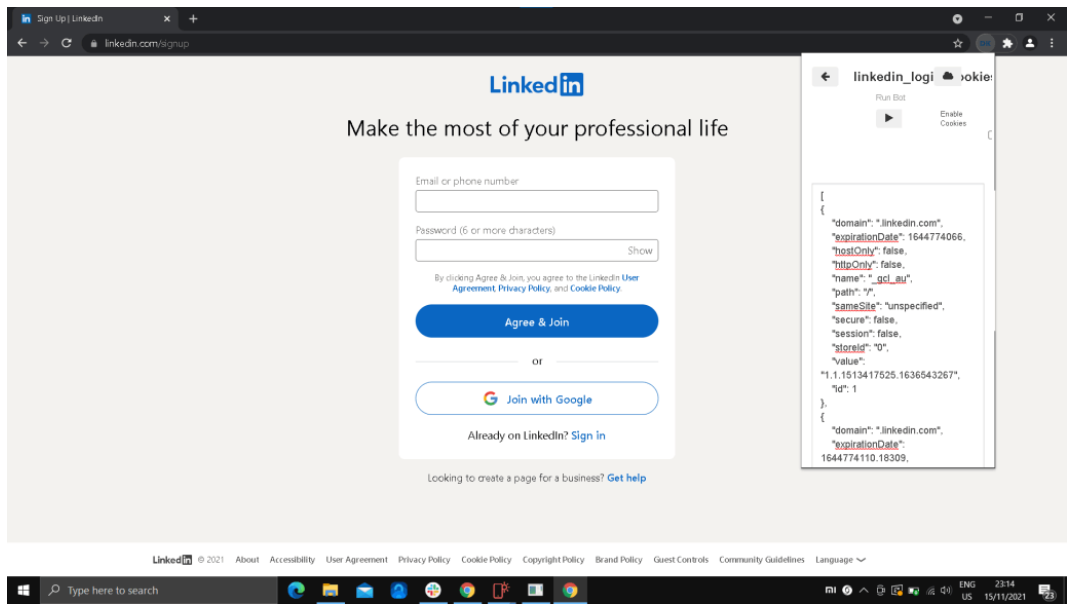 Sign Up | LinkedIn
linkedin.com/signup
LinkedIn
Make the most of your professional life
Email or phone number
Password (6 or more characters)
Show
By clicking Agree & Join, you agree to the LinkedIn User
Agreement, Privacy Policy, and Cookie Policy.
Agree & Join
or
Join with Google
Already on LinkedIn? Sign in
Looking to create a page for a business? Get help
linkedin_logi ookie
Run Bot
Enable
Cookies
[
{
"domain": ".linkedin.com",
"expirationDate": 1644774066,
"hostOnly": false,
"httpOnly": false,
"name": "_gcl_au",
"path": "/",
"sameSite": "unspecified",
"secure": false,
"session": false,
"storeId": "0",
"value":
"1.1.1513417525.1636543267",
"id": 1
},
{
"domain": ".linkedin.com",
"expirationDate":
1644774110.18309,
LinkedIn © 2021 About Accessibility User Agreement Privacy Policy Cookie Policy Copyright Policy Brand Policy Guest Controls Community Guidelines Language
Type here to search
ENG
US
23:14
15/11/2021
23